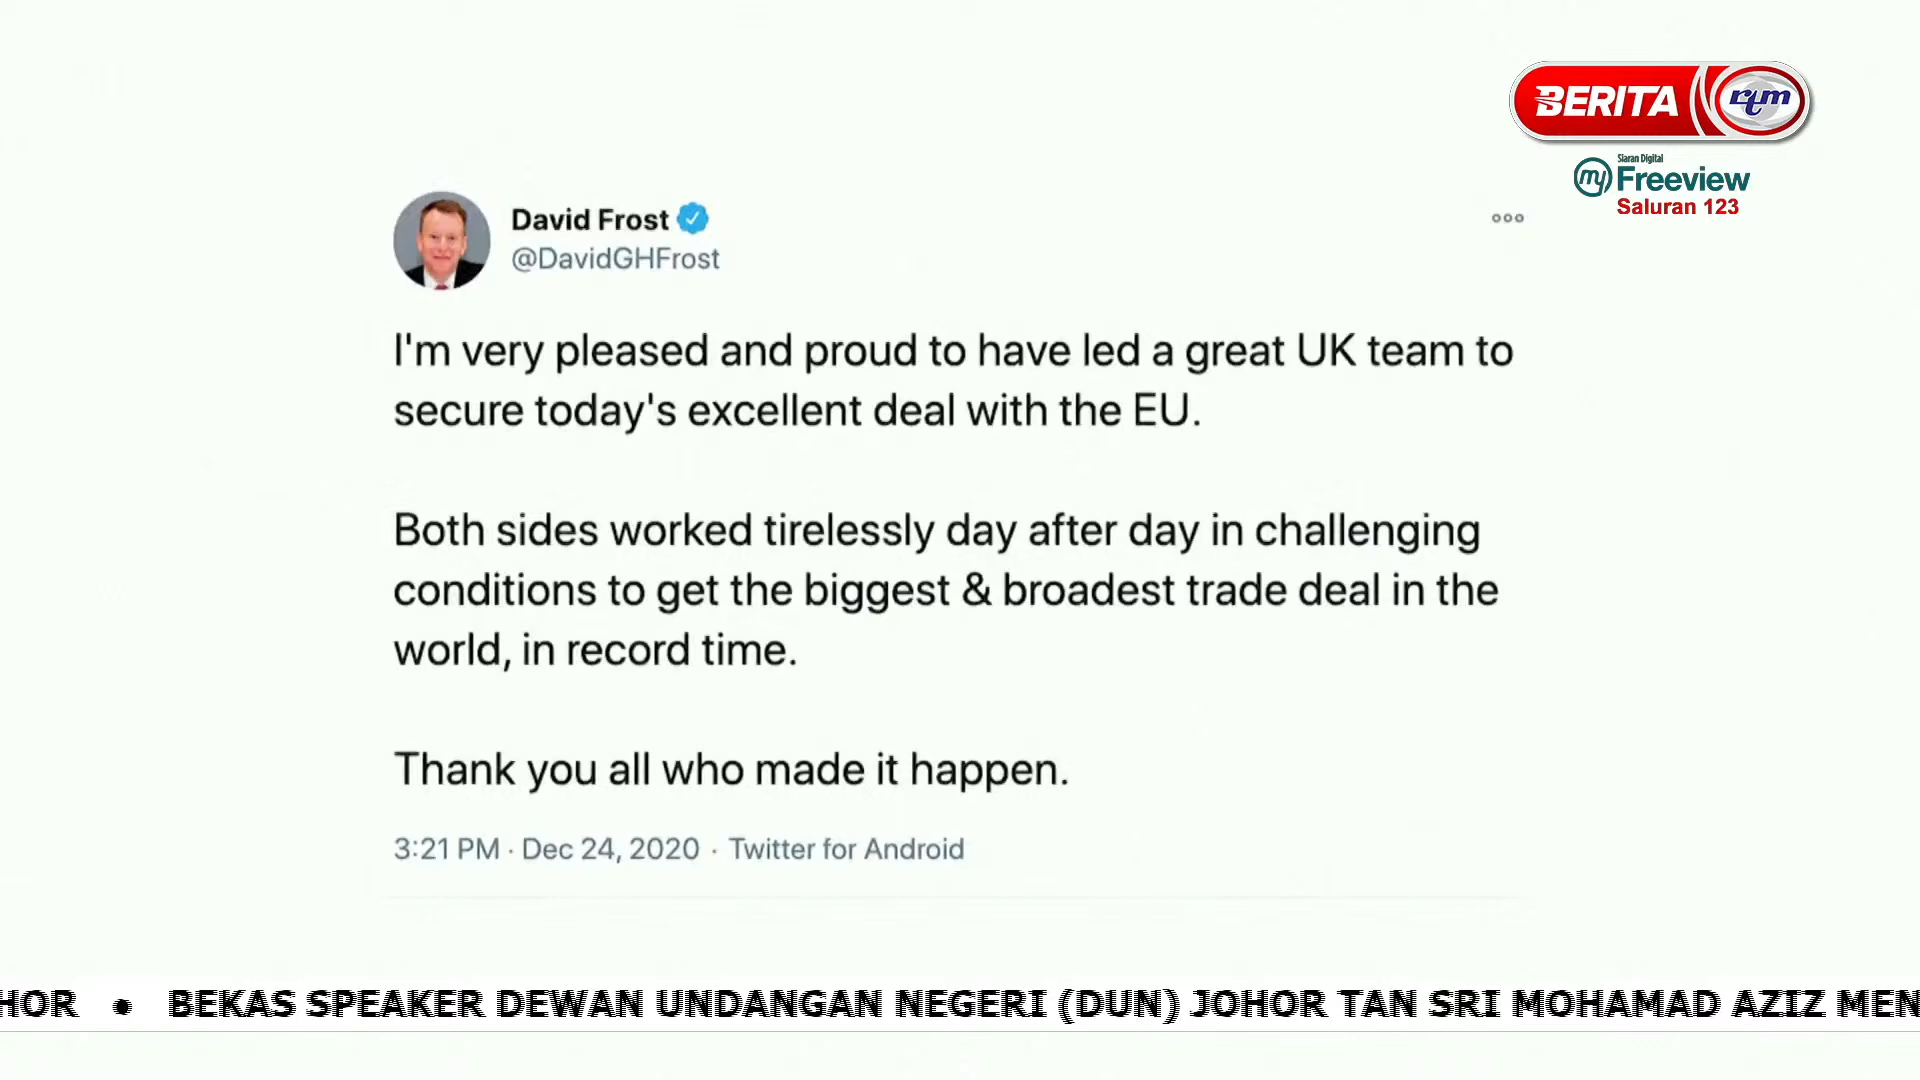 BERITA rtm
Siaran Digital
my Freeview
Saluran 123
David Frost
@DavidGHFrost
I'm very pleased and proud to have led a great UK team to
secure today's excellent deal with the EU.
Both sides worked tirelessly day after day in challenging
conditions to get the biggest & broadest trade deal in the
world, in record time.
Thank you all who made it happen.
3:21 PM · Dec 24, 2020 · Twitter for Android
HOR • BEKAS SPEAKER DEWAN UNDANGAN NEGERI (DUN) JOHOR TAN SRI MOHAMAD AZIZ MEN